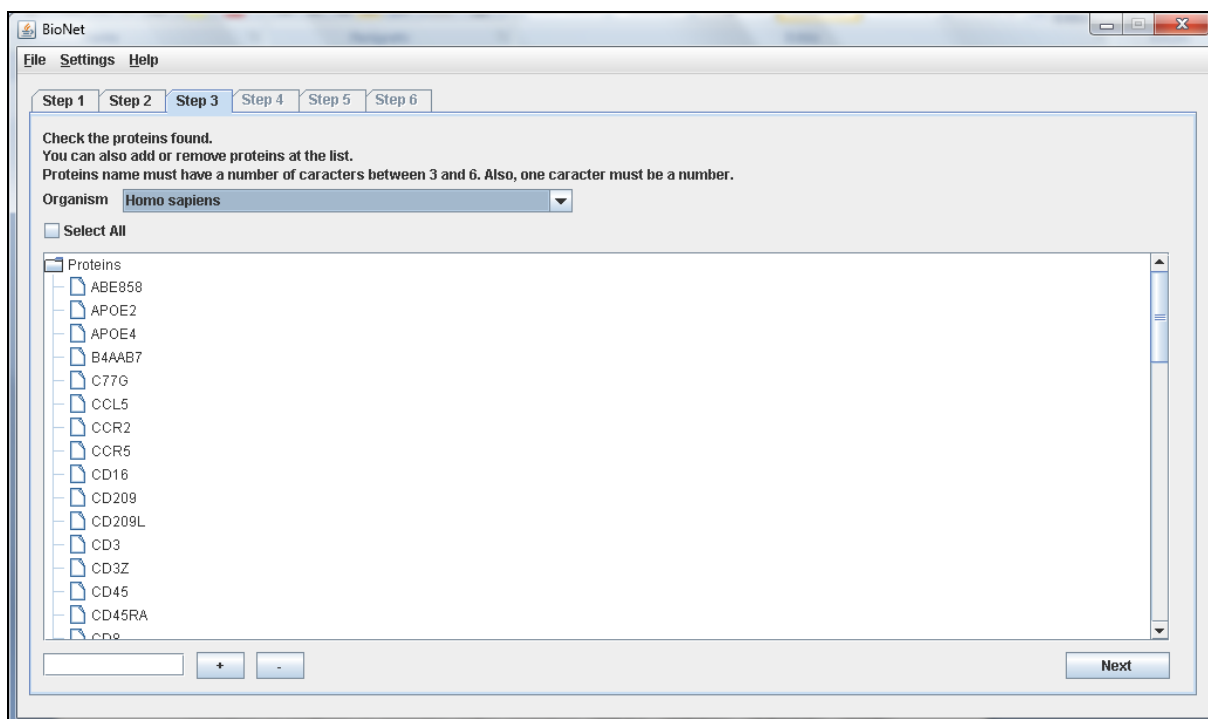 BioNet
File Settings Help
Step 1 Step 2 Step 3 Step 4 Step 5 Step 6
Check the proteins found.
You can also add or remove proteins at the list.
Proteins name must have a number of caracters between 3 and 6. Also, one caracter must be a number.
Organism Homo sapiens
Select All
Proteins
ABE858
APOE2
APOE4
B4AAB7
C77G
CCL5
CCR2
CCR5
CD16
CD209
CD209L
CD3
CD3Z
CD45
CD45RA
+ - Next